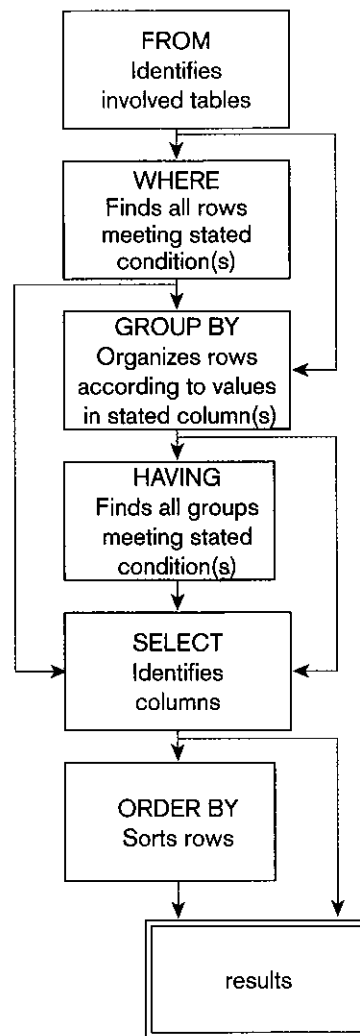 FROM
Identifies
involved tables
WHERE
Finds all rows
meeting stated
condition(s)
GROUP BY
Organizes rows
according to values
in stated column(s)
HAVING
Finds all groups
meeting stated
condition(s)
SELECT
Identifies
columns
ORDER BY
Sorts rows
results